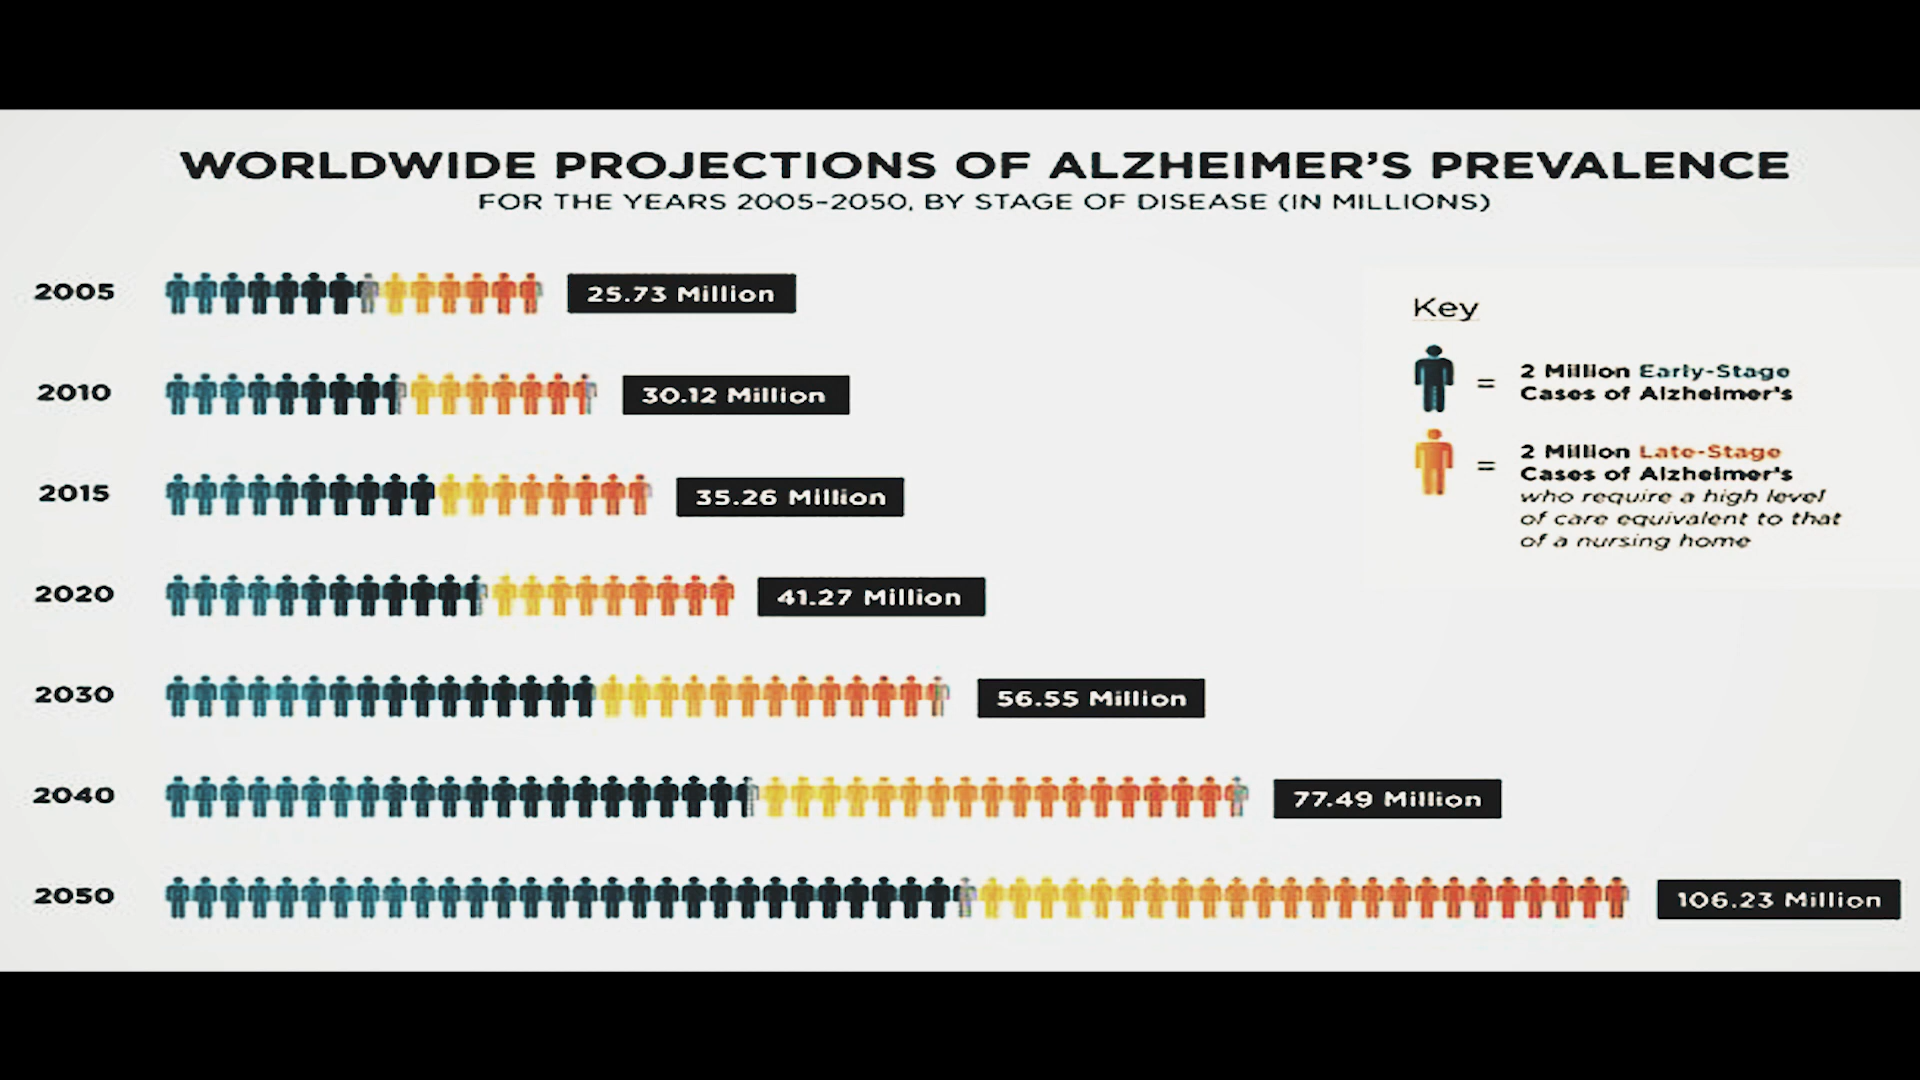 WORLDWIDE PROJECTIONS OF ALZHEIMER'S PREVALENCE
FOR THE YEARS 2005-2050, BY STAGE OF DISEASE (IN MILLIONS)
2005
25.73 Million
2010
30.12 Million
2015
35.26 Million
2020
41.27 Million
2030
56.55 Million
2040
77.49 Million
2050
106.23 Million
Key
= 2 Million Early-Stage
Cases of Alzheimer's
= 2 Million Late-Stage
Cases of Alzheimer's
who require a high level
of care equivalent to that
of a nursing home